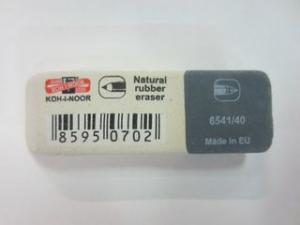 KOH-I-NOOR
Natural
rubber
eraser
8595 0702
6541/40
Made in EU